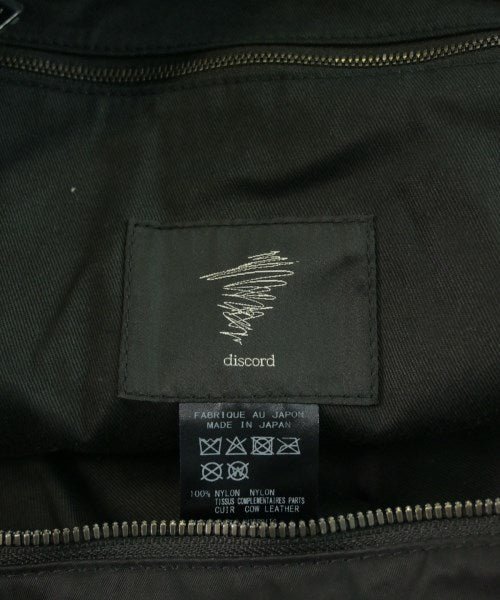 discord
FABRIQUE AU JAPON
MADE IN JAPAN
100% NYLON NYLON
TISSUS COMPLEMENTAIRES PARTS
CUIR COW LEATHER